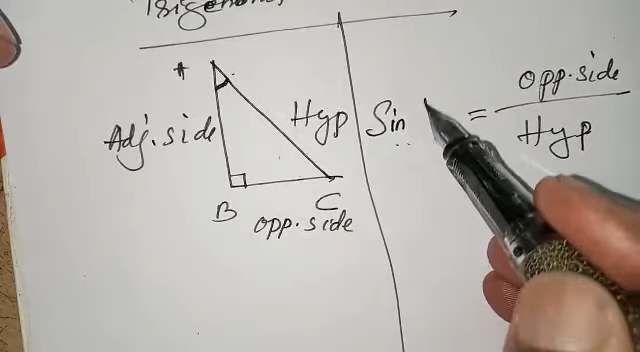 A
Adj. side
Hyp
B
C
opp. side
Sin = opp. side
Hyp